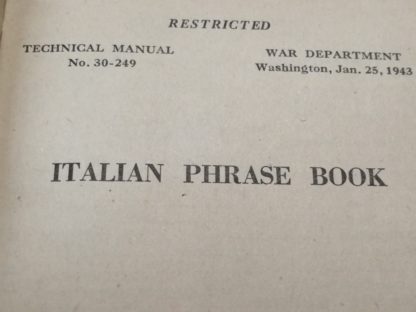 RESTRICTED
TECHNICAL MANUAL
No. 30-249
WAR DEPARTMENT
Washington, Jan. 25, 1943
ITALIAN PHRASE BOOK